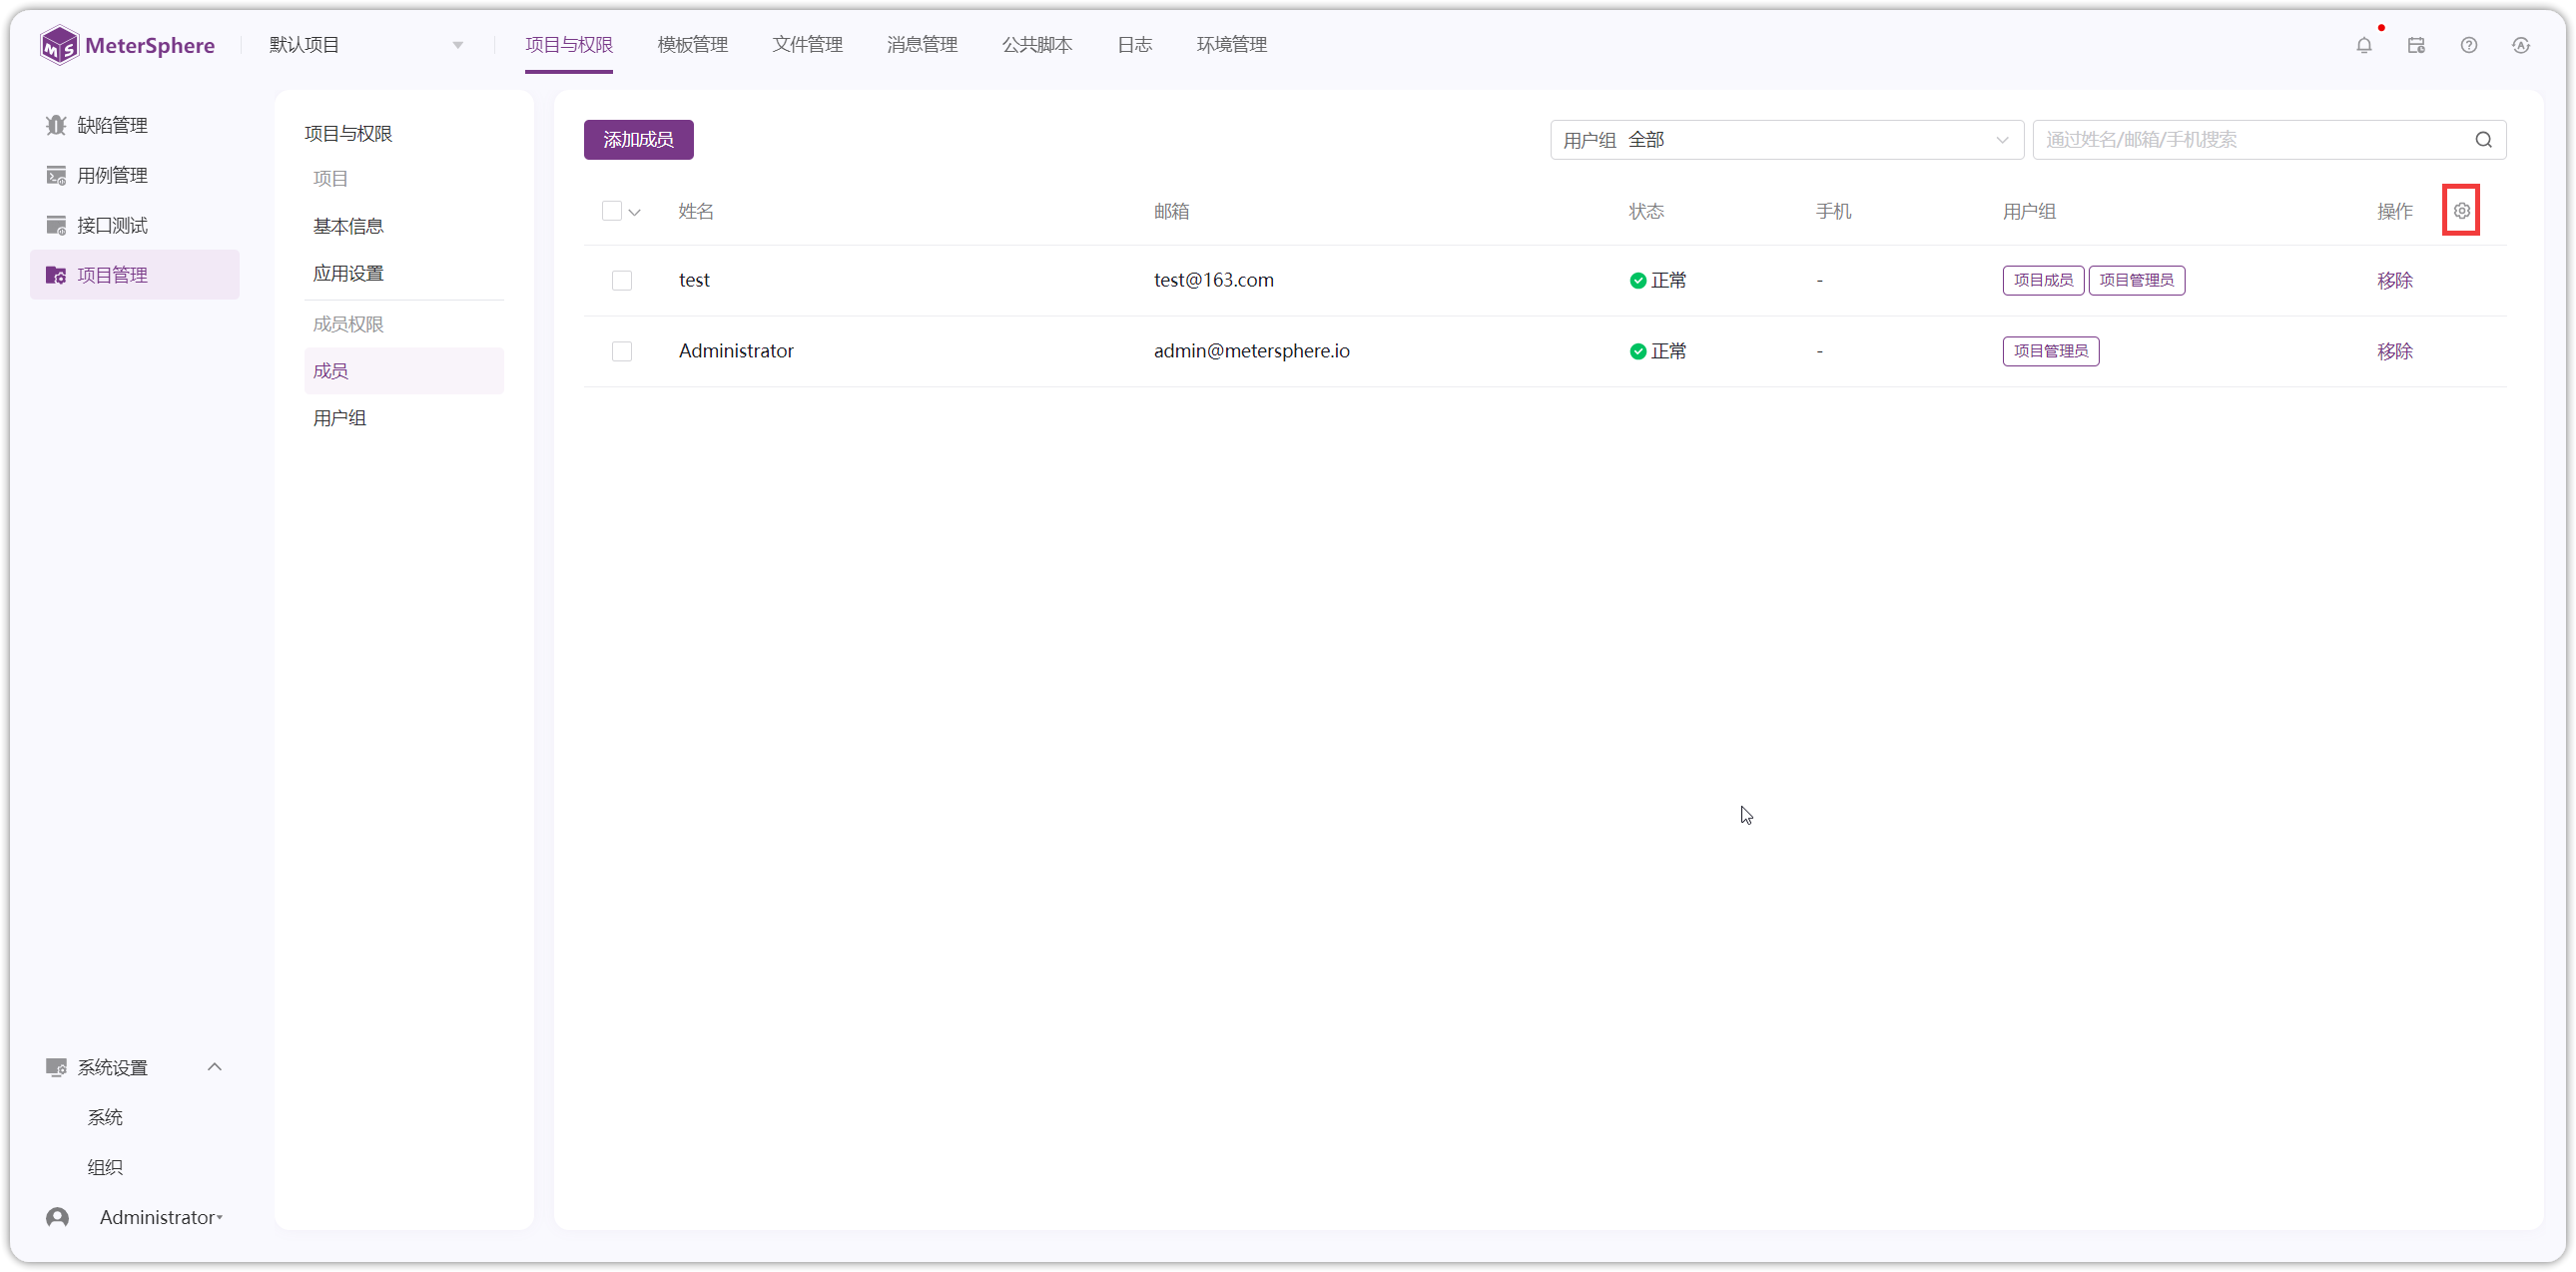 MeterSphere
默认项目
项目与权限 模板管理 文件管理 消息管理 公共脚本 日志 环境管理
缺陷管理
用例管理
接口测试
项目管理
系统设置
系统
组织
Administrator
项目与权限
项目
基本信息
应用设置
成员权限
成员
用户组
添加成员
用户组 全部
通过姓名/邮箱/手机搜索
姓名 邮箱 状态 手机 用户组 操作
test test@163.com 正常 - 项目成员 项目管理员 移除
Administrator admin@metersphere.io 正常 - 项目管理员 移除